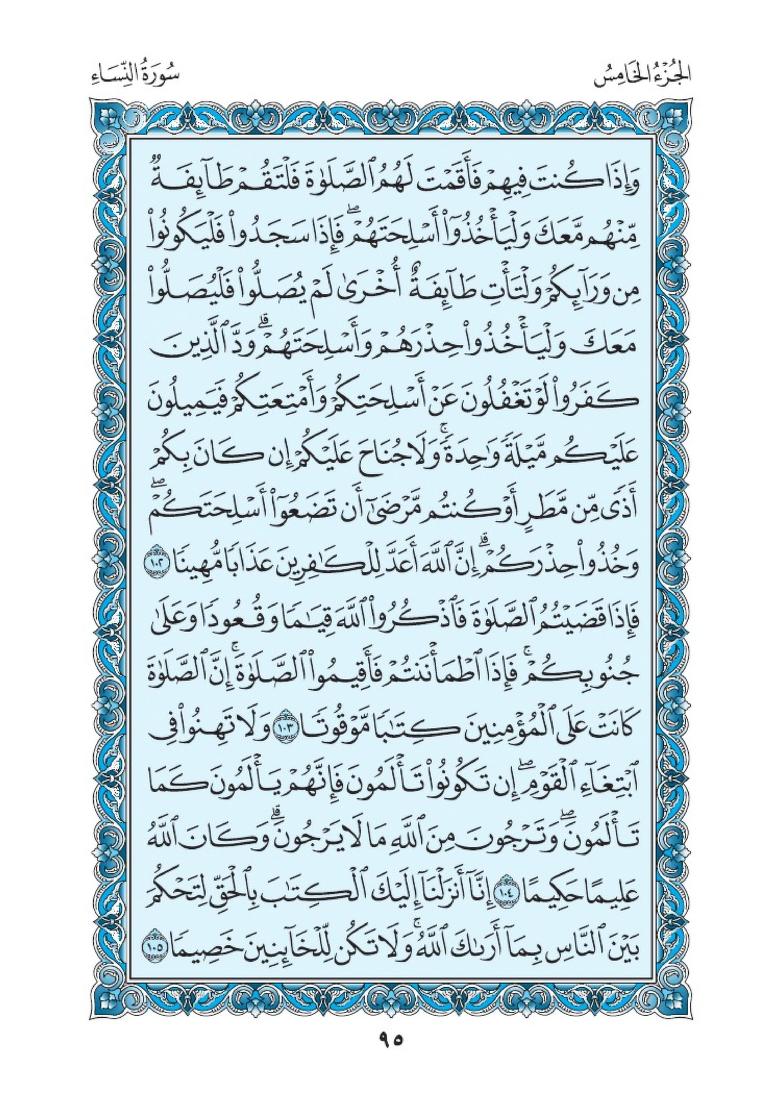 الجُزْءُ الخَامِسُ
سُورَةُ النِّسَاءِ
وَإِذَا كُنتَ فِيهِمْ فَأَقَمْتَ لَهُمُ ٱلصَّلَوٰةَ فَلْتَقُمْ طَآئِفَةٌ
مِّنْهُم مَّعَكَ وَلْيَأْخُذُوٓا۟ أَسْلِحَتَهُمْۖ فَإِذَا سَجَدُوا۟ فَلْيَكُونُوا۟
مِن وَرَآئِكُمْ وَلْتَأْتِ طَآئِفَةٌ أُخْرَىٰ لَمْ يُصَلُّوا۟ فَلْيُصَلُّوا۟
مَعَكَ وَلْيَأْخُذُوا۟ حِذْرَهُمْ وَأَسْلِحَتَهُمْۗ وَدَّ ٱلَّذِينَ
كَفَرُوا۟ لَوْ تَغْفُلُونَ عَنْ أَسْلِحَتِكُمْ وَأَمْتِعَتِكُمْ فَيَمِيلُونَ
عَلَيْكُم مَّيْلَةً وَٰحِدَةًۚ وَلَا جُنَاحَ عَلَيْكُمْ إِن كَانَ بِكُمْ
أَذًى مِّن مَّطَرٍ أَوْ كُنتُم مَّرْضَىٰٓ أَن تَضَعُوٓا۟ أَسْلِحَتَكُمْۖ
وَخُذُوا۟ حِذْرَكُمْۗ إِنَّ ٱللَّهَ أَعَدَّ لِلْكَٰفِرِينَ عَذَابًا مُّهِينًا ١٠٢
فَإِذَا قَضَيْتُمُ ٱلصَّلَوٰةَ فَٱذْكُرُوا۟ ٱللَّهَ قِيَٰمًا وَقُعُودًا وَعَلَىٰ
جُنُوبِكُمْۚ فَإِذَا ٱطْمَأْنَنتُمْ فَأَقِيمُوا۟ ٱلصَّلَوٰةَۚ إِنَّ ٱلصَّلَوٰةَ
كَانَتْ عَلَى ٱلْمُؤْمِنِينَ كِتَٰبًا مَّوْقُوتًا ١٠٣ وَلَا تَهِنُوا۟ فِى
ٱبْتِغَآءِ ٱلْقَوْمِۖ إِن تَكُونُوا۟ تَأْلَمُونَ فَإِنَّهُمْ يَأْلَمُونَ كَمَا
تَأْلَمُونَۖ وَتَرْجُونَ مِنَ ٱللَّهِ مَا لَا يَرْجُونَۗ وَكَانَ ٱللَّهُ
عَلِيمًا حَكِيمًا ١٠٤ إِنَّآ أَنزَلْنَآ إِلَيْكَ ٱلْكِتَٰبَ بِٱلْحَقِّ لِتَحْكُمَ
بَيْنَ ٱلنَّاسِ بِمَآ أَرَىٰكَ ٱللَّهُۚ وَلَا تَكُن لِّلْخَآئِنِينَ خَصِيمًا ١٠٥
٩٥